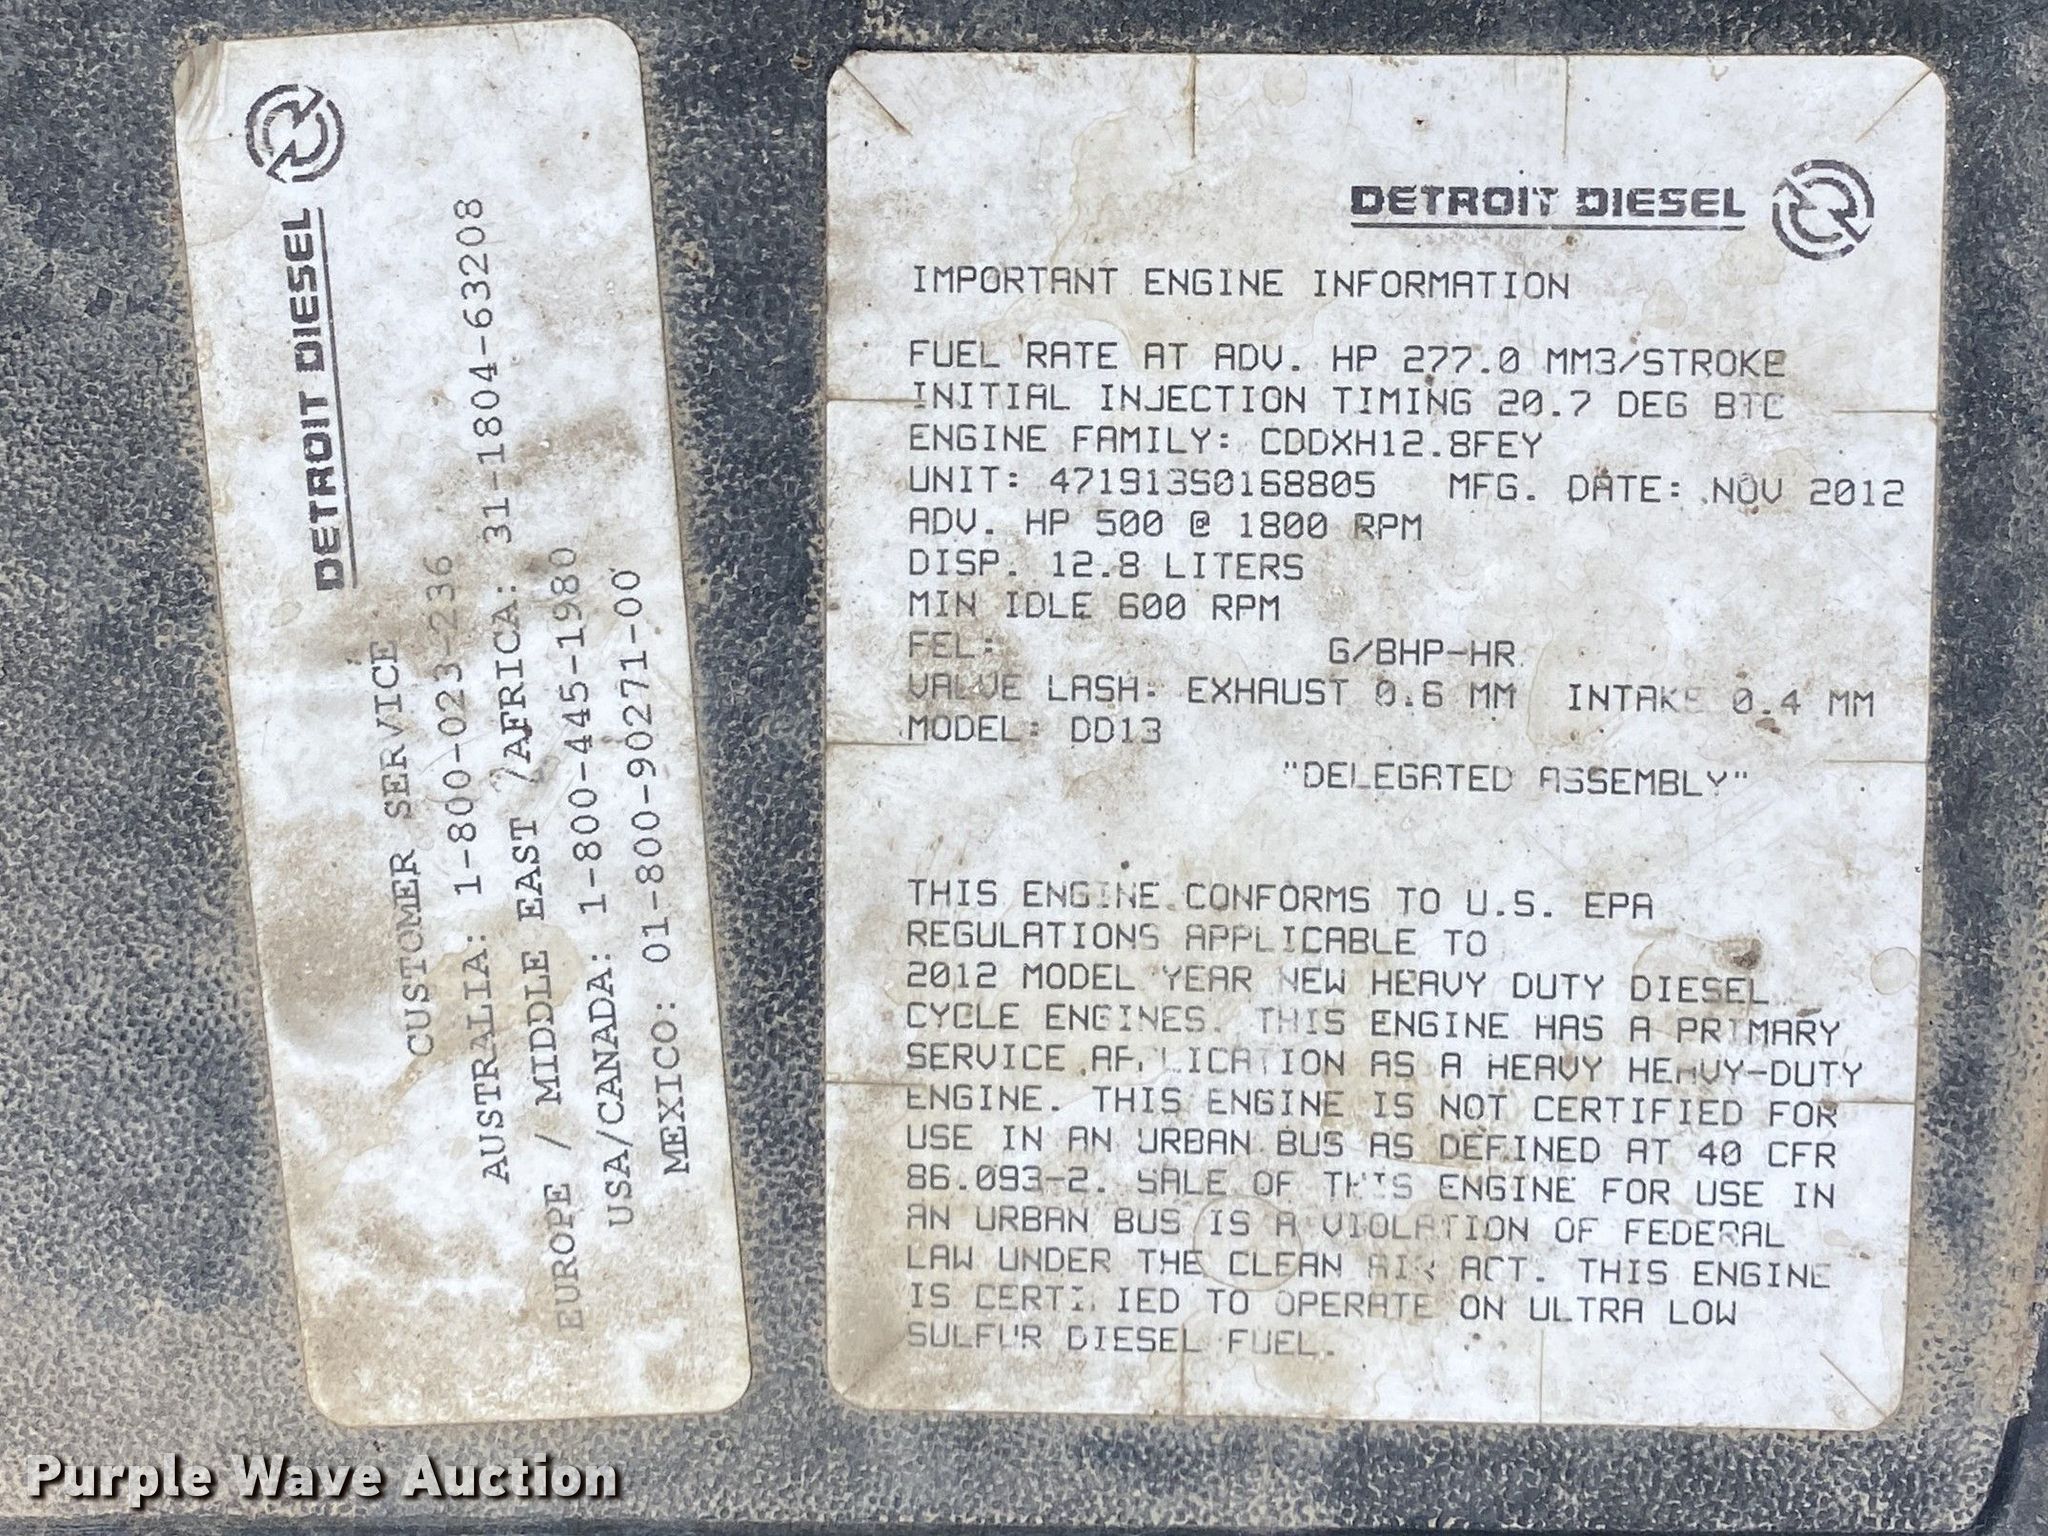 DETROIT DIESEL
CUSTOMER SERVICE
AUSTRALIA: 1-800-023-236
EUROPE / MIDDLE EAST /AFRICA: 31-1804-63208
USA/CANADA: 1-800-445-1980
MEXICO: 01-800-90271-00
DETROIT DIESEL
IMPORTANT ENGINE INFORMATION
FUEL RATE AT ADV. HP 277.0 MM3/STROKE
INITIAL INJECTION TIMING 20.7 DEG BTC
ENGINE FAMILY: CDDXH12.8FEY
UNIT: 471913S0168805 MFG. DATE: NOV 2012
ADV. HP 500 @ 1800 RPM
DISP. 12.8 LITERS
MIN IDLE 600 RPM
FEL: G/BHP-HR
VALVE LASH: EXHAUST 0.6 MM INTAKE 0.4 MM
MODEL: DD13
"DELEGATED ASSEMBLY"
THIS ENGINE CONFORMS TO U.S. EPA
REGULATIONS APPLICABLE TO
2012 MODEL YEAR NEW HEAVY DUTY DIESEL
CYCLE ENGINES. THIS ENGINE HAS A PRIMARY
SERVICE APPLICATION AS A HEAVY HEAVY-DUTY
ENGINE. THIS ENGINE IS NOT CERTIFIED FOR
USE IN AN URBAN BUS AS DEFINED AT 40 CFR
86.093-2. SALE OF THIS ENGINE FOR USE IN
AN URBAN BUS IS A VIOLATION OF FEDERAL
LAW UNDER THE CLEAN AIR ACT. THIS ENGINE
IS CERTIFIED TO OPERATE ON ULTRA LOW
SULFUR DIESEL FUEL.
Purple Wave Auction